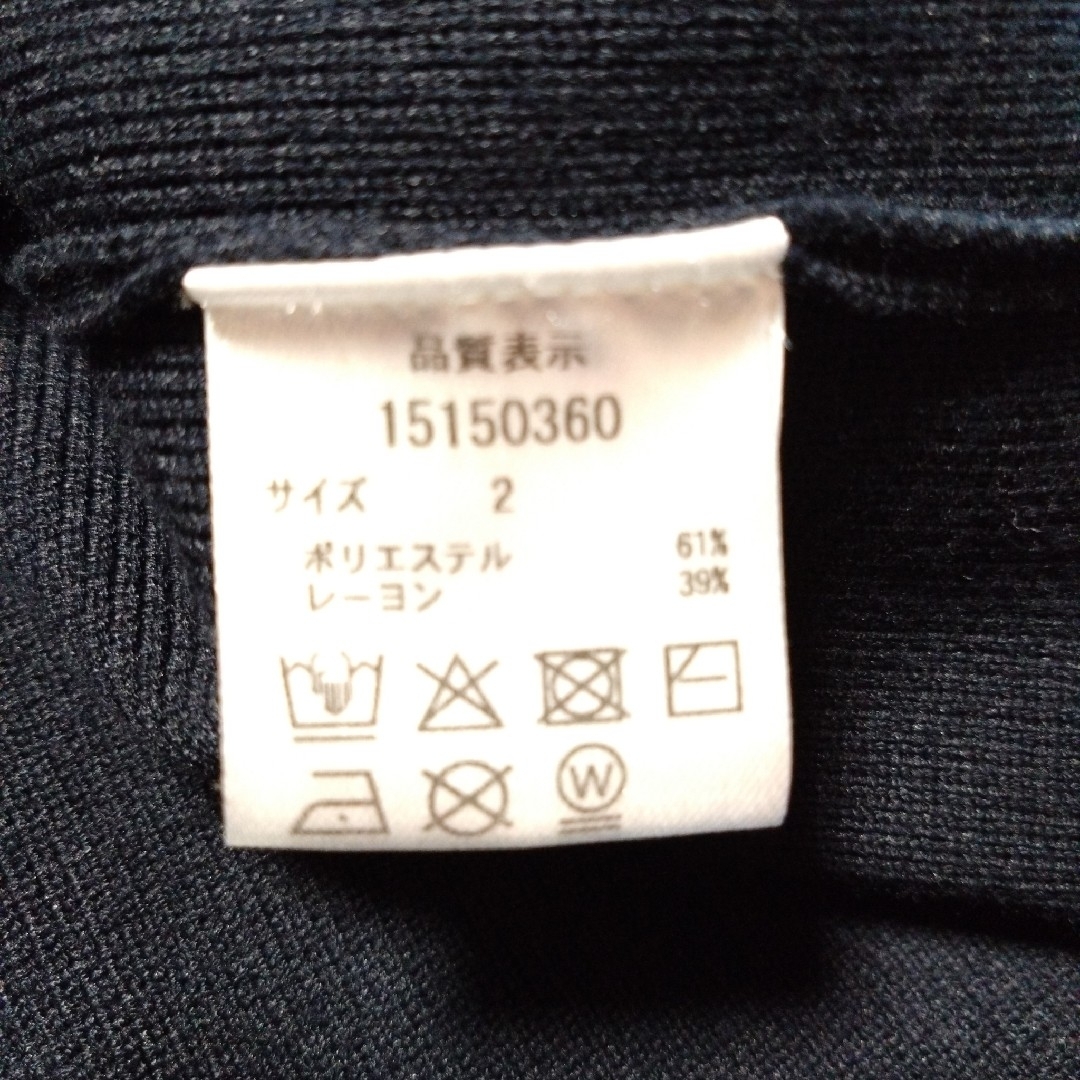 品質表示
15150360
サイズ 2
ポリエステル 61%
レーヨン 39%
W